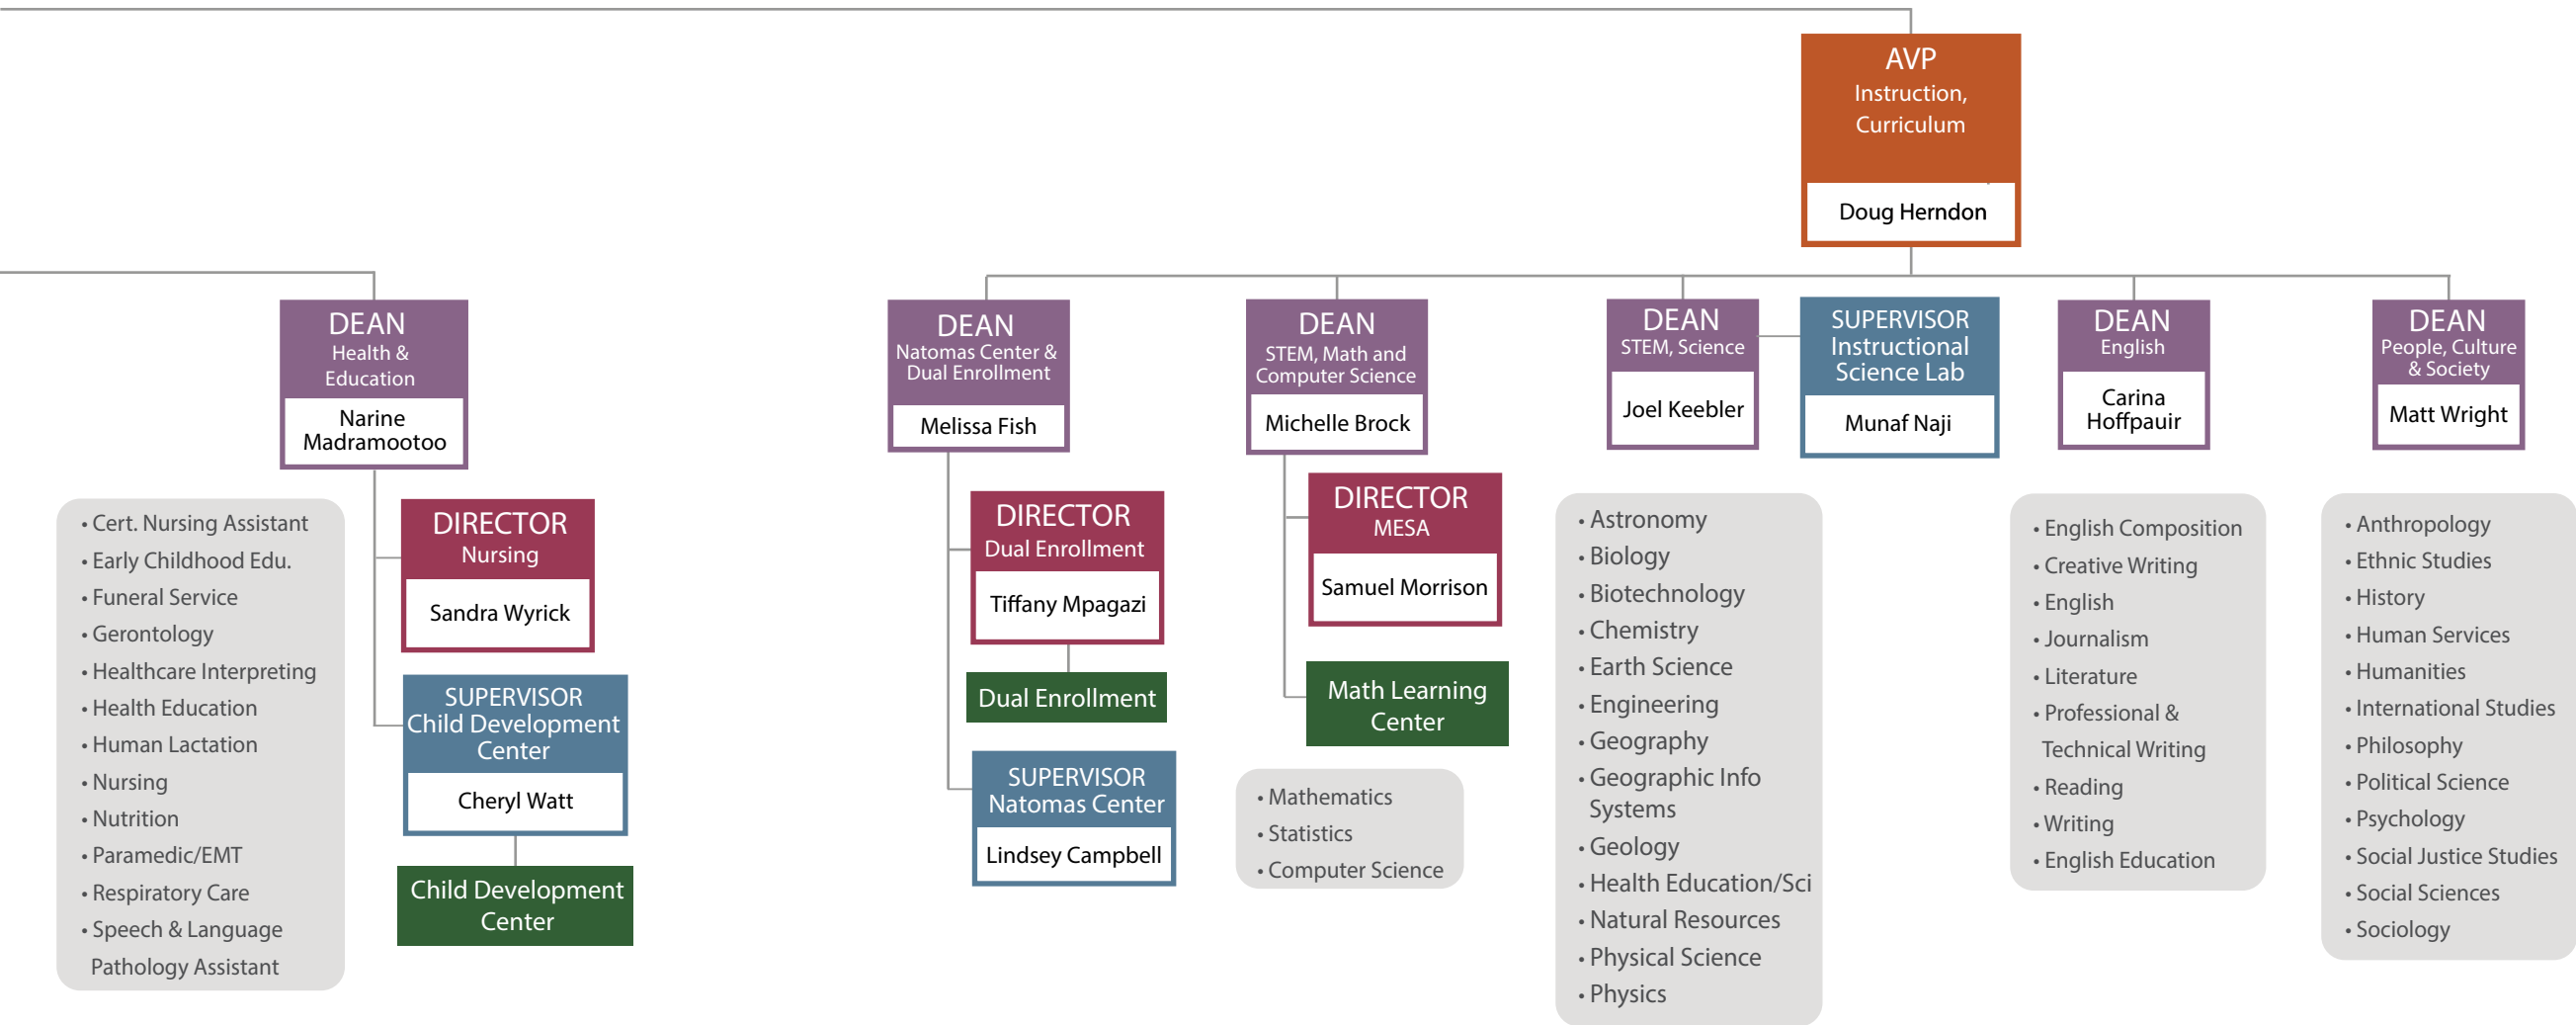 AVP
Instruction,
Curriculum
Doug Herndon
DEAN
Health &
Education
Narine
Madramootoo
• Cert. Nursing Assistant
• Early Childhood Edu.
• Funeral Service
• Gerontology
• Healthcare Interpreting
• Health Education
• Human Lactation
• Nursing
• Nutrition
• Paramedic/EMT
• Respiratory Care
• Speech & Language
Pathology Assistant
DIRECTOR
Nursing
Sandra Wyrick
SUPERVISOR
Child Development
Center
Cheryl Watt
Child Development
Center
DEAN
Natomas Center &
Dual Enrollment
Melissa Fish
DIRECTOR
Dual Enrollment
Tiffany Mpagazi
Dual Enrollment
SUPERVISOR
Natomas Center
Lindsey Campbell
DEAN
STEM, Math and
Computer Science
Michelle Brock
DIRECTOR
MESA
Samuel Morrison
Math Learning
Center
• Mathematics
• Statistics
• Computer Science
DEAN
STEM, Science
Joel Keebler
SUPERVISOR
Instructional
Science Lab
Munaf Naji
• Astronomy
• Biology
• Biotechnology
• Chemistry
• Earth Science
• Engineering
• Geography
• Geographic Info
Systems
• Geology
• Health Education/Sci
• Natural Resources
• Physical Science
• Physics
DEAN
English
Carina
Hoffpauir
• English Composition
• Creative Writing
• English
• Journalism
• Literature
• Professional &
Technical Writing
• Reading
• Writing
• English Education
DEAN
People, Culture
& Society
Matt Wright
• Anthropology
• Ethnic Studies
• History
• Human Services
• Humanities
• International Studies
• Philosophy
• Political Science
• Psychology
• Social Justice Studies
• Social Sciences
• Sociology